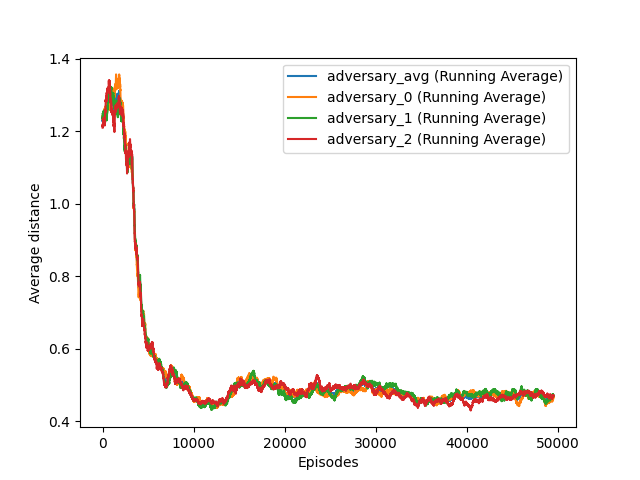 1.4
1.2
1.0
0.8
0.6
0.4
Average distance
adversary_avg (Running Average)
adversary_0 (Running Average)
adversary_1 (Running Average)
adversary_2 (Running Average)
0 10000 20000 30000 40000 50000
Episodes